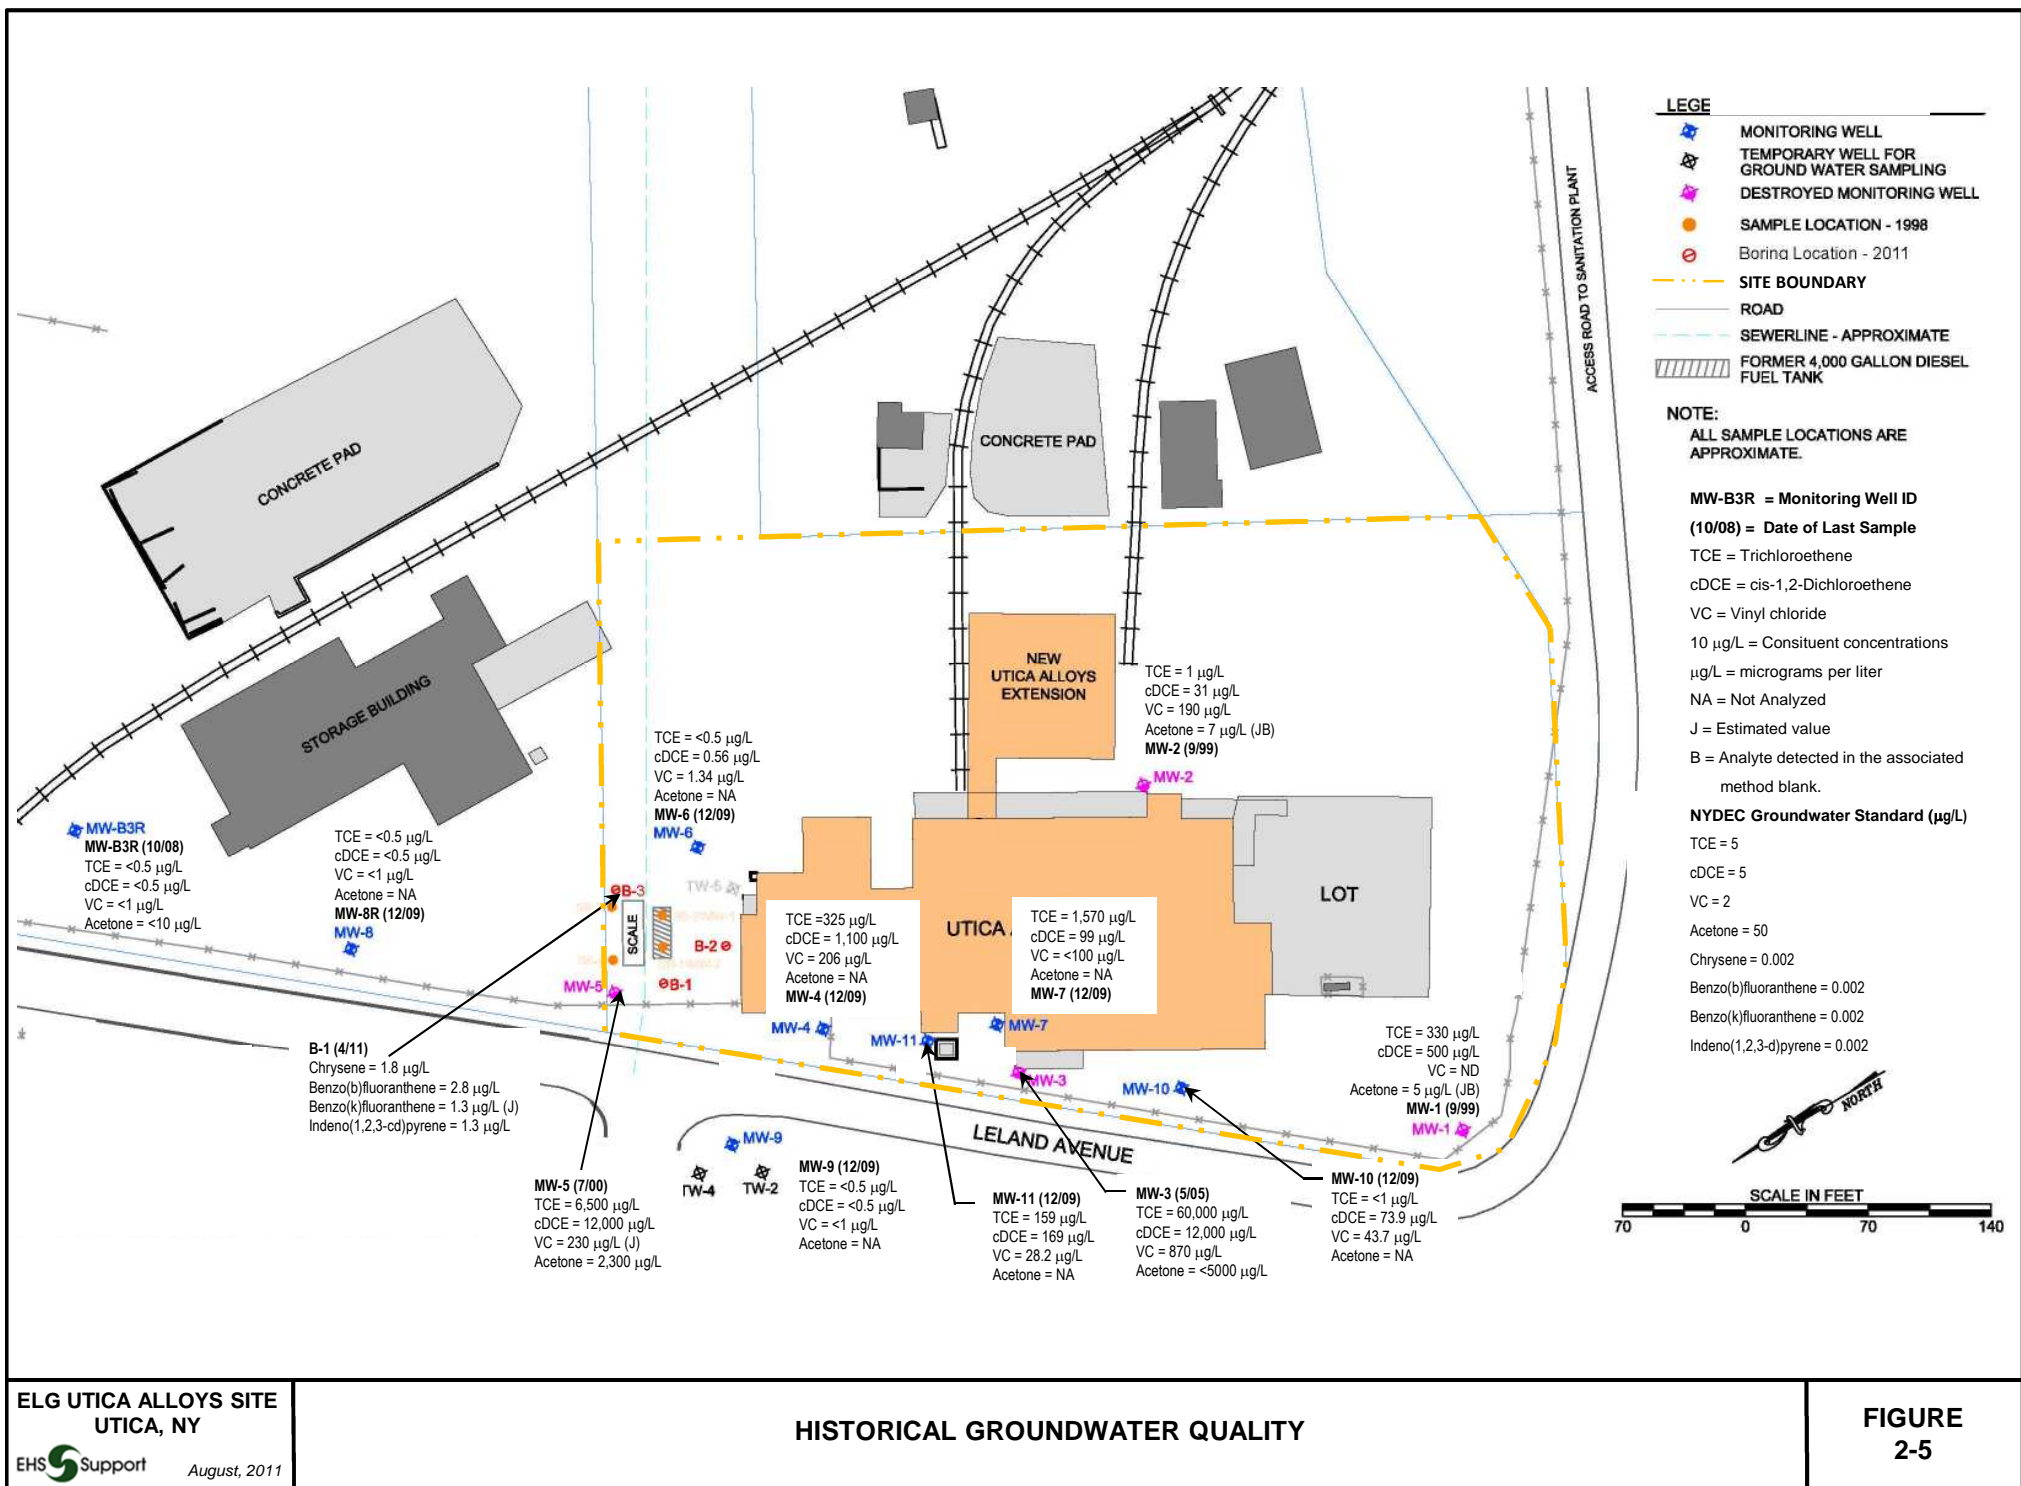 LEGE
MONITORING WELL
TEMPORARY WELL FOR
GROUND WATER SAMPLING
DESTROYED MONITORING WELL
SAMPLE LOCATION - 1998
Boring Location - 2011
SITE BOUNDARY
ROAD
SEWERLINE - APPROXIMATE
FORMER 4,000 GALLON DIESEL
FUEL TANK
NOTE:
ALL SAMPLE LOCATIONS ARE
APPROXIMATE.
MW-B3R = Monitoring Well ID
(10/08) = Date of Last Sample
TCE = Trichloroethene
cDCE = cis-1,2-Dichloroethene
VC = Vinyl chloride
10 µg/L = Consituent concentrations
µg/L = micrograms per liter
NA = Not Analyzed
J = Estimated value
B = Analyte detected in the associated
method blank.
NYDEC Groundwater Standard (µg/L)
TCE = 5
cDCE = 5
VC = 2
Acetone = 50
Chrysene = 0.002
Benzo(b)fluoranthene = 0.002
Benzo(k)fluoranthene = 0.002
Indeno(1,2,3-d)pyrene = 0.002
NORTH
SCALE IN FEET
70 0 70 140
ACCESS ROAD TO SANITATION PLANT
CONCRETE PAD
CONCRETE PAD
STORAGE BUILDING
NEW
UTICA ALLOYS
EXTENSION
TCE = 1 µg/L
cDCE = 31 µg/L
VC = 190 µg/L
Acetone = 7 µg/L (JB)
MW-2 (9/99)
MW-2
TCE = <0.5 µg/L
cDCE = 0.56 µg/L
VC = 1.34 µg/L
Acetone = NA
MW-6 (12/09)
MW-6
MW-B3R
MW-B3R (10/08)
TCE = <0.5 µg/L
cDCE = <0.5 µg/L
VC = <1 µg/L
Acetone = <10 µg/L
TCE = <0.5 µg/L
cDCE = <0.5 µg/L
VC = <1 µg/L
Acetone = NA
MW-8R (12/09)
MW-8
B-3
TW-5
SCALE
B-2
B-1
MW-5
TCE =325 µg/L
cDCE = 1,100 µg/L
VC = 206 µg/L
Acetone = NA
MW-4 (12/09)
UTICA
TCE = 1,570 µg/L
cDCE = 99 µg/L
VC = <100 µg/L
Acetone = NA
MW-7 (12/09)
LOT
MW-4
MW-11
MW-7
MW-3
MW-10
TCE = 330 µg/L
cDCE = 500 µg/L
VC = ND
Acetone = 5 µg/L (JB)
MW-1 (9/99)
MW-1
B-1 (4/11)
Chrysene = 1.8 µg/L
Benzo(b)fluoranthene = 2.8 µg/L
Benzo(k)fluoranthene = 1.3 µg/L (J)
Indeno(1,2,3-cd)pyrene = 1.3 µg/L
LELAND AVENUE
MW-9
TW-4
TW-2
MW-5 (7/00)
TCE = 6,500 µg/L
cDCE = 12,000 µg/L
VC = 230 µg/L (J)
Acetone = 2,300 µg/L
MW-9 (12/09)
TCE = <0.5 µg/L
cDCE = <0.5 µg/L
VC = <1 µg/L
Acetone = NA
MW-11 (12/09)
TCE = 159 µg/L
cDCE = 169 µg/L
VC = 28.2 µg/L
Acetone = NA
MW-3 (5/05)
TCE = 60,000 µg/L
cDCE = 12,000 µg/L
VC = 870 µg/L
Acetone = <5000 µg/L
MW-10 (12/09)
TCE = <1 µg/L
cDCE = 73.9 µg/L
VC = 43.7 µg/L
Acetone = NA
ELG UTICA ALLOYS SITE
UTICA, NY
EHS Support
August, 2011
HISTORICAL GROUNDWATER QUALITY
FIGURE
2-5